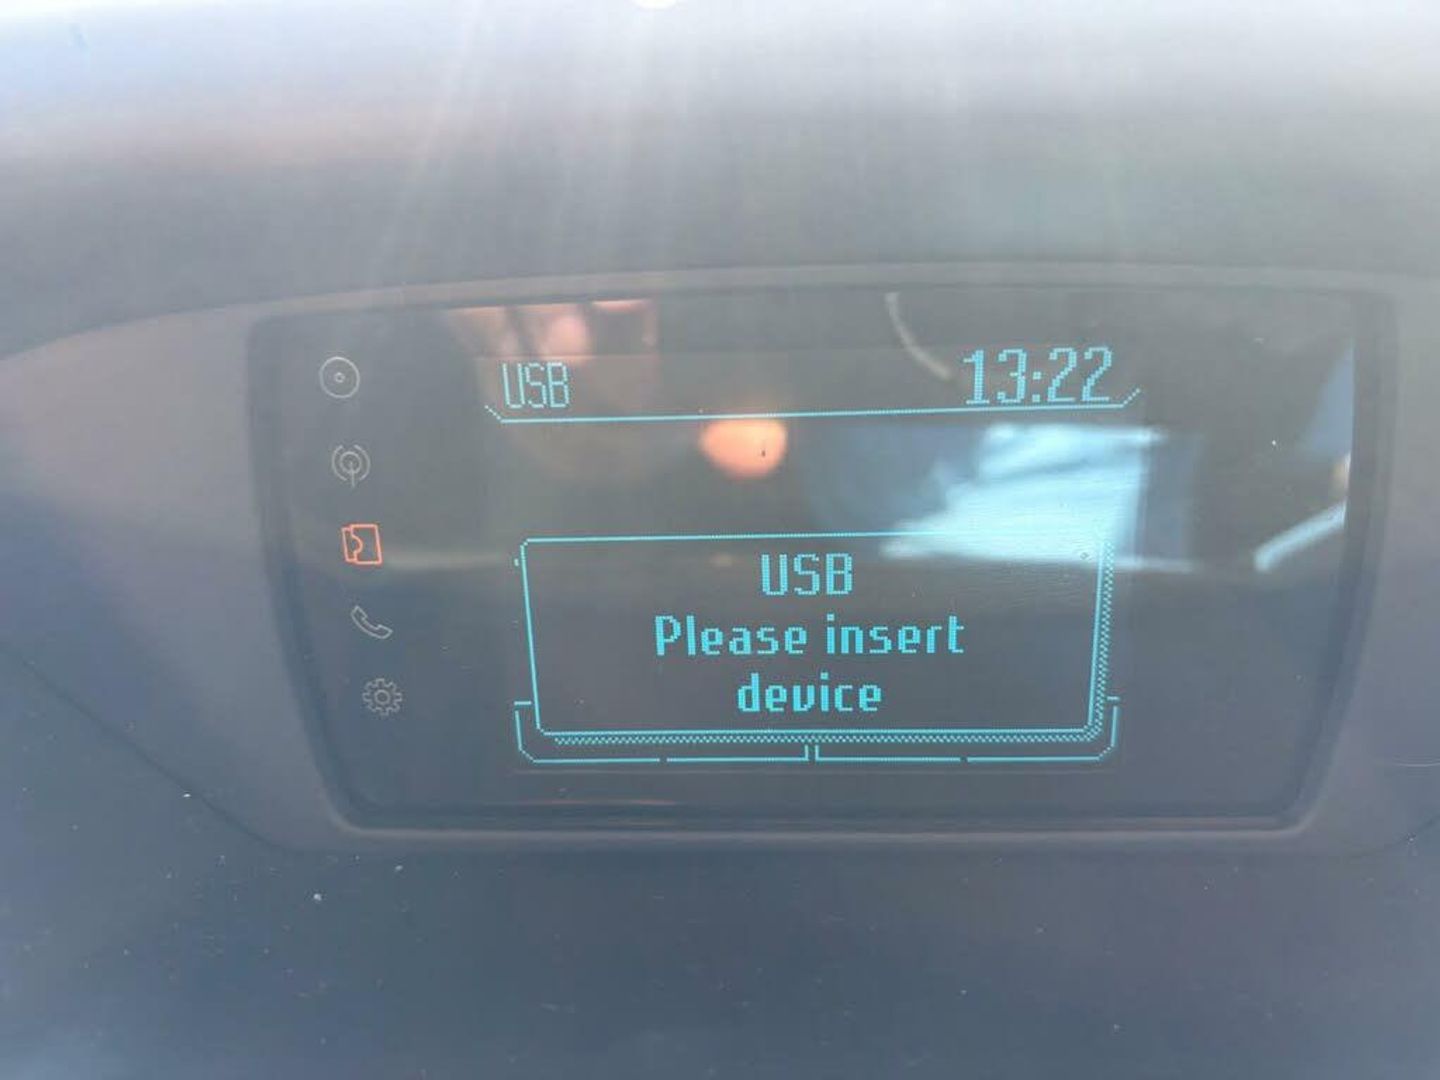 USB 13:22
USB
Please insert
device